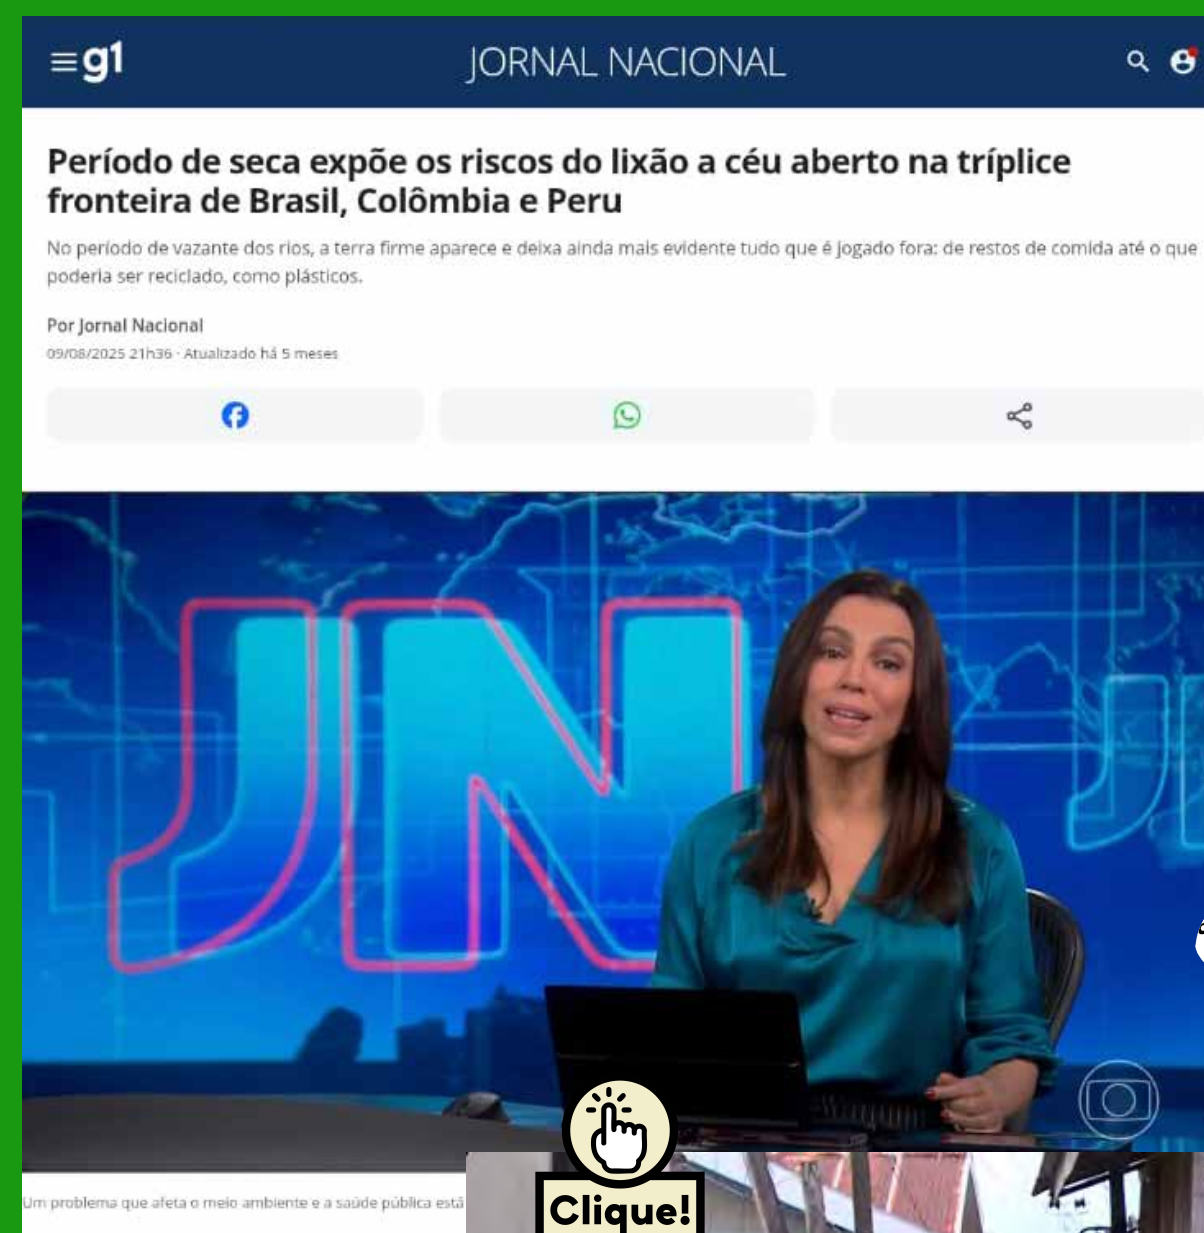 g1
JORNAL NACIONAL
Período de seca expõe os riscos do lixão a céu aberto na tríplice
fronteira de Brasil, Colômbia e Peru
No período de vazante dos rios, a terra firme aparece e deixa ainda mais evidente tudo que é jogado fora: de restos de comida até o que
poderia ser reciclado, como plásticos.
Por Jornal Nacional
09/08/2025 21h36 · Atualizado há 5 meses
JN
Um problema que afeta o meio ambiente e a saúde pública está
Clique!